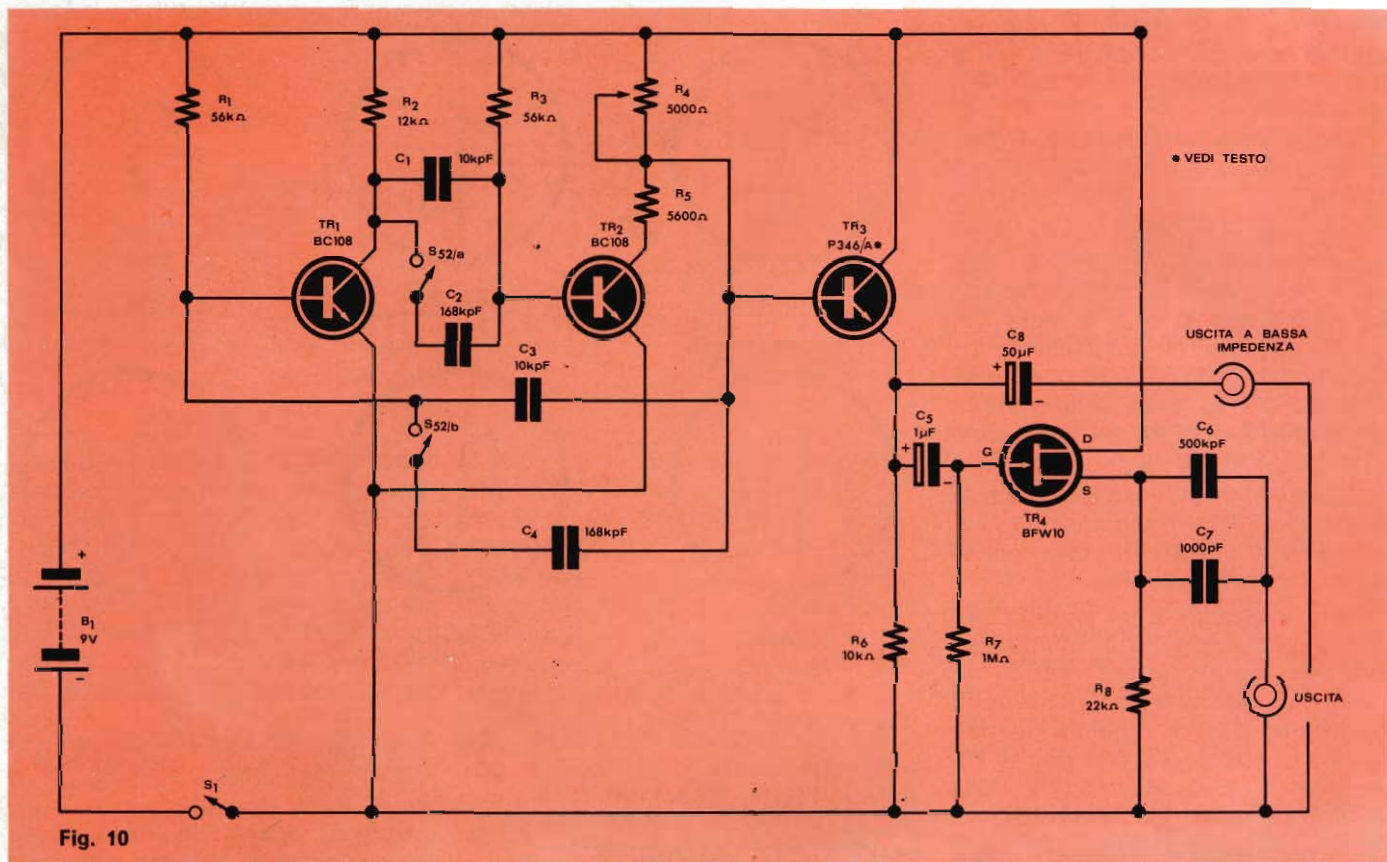 R1
56kΩ
R2
12kΩ
R3
56kΩ
R4
5000Ω
C1
10kpF
* VEDI TESTO
R5
5600Ω
TR1
BC108
S52/a
TR2
BC108
TR3
P346/A*
C2
168kpF
C3
10kpF
C8
50µF
+
-
USCITA A BASSA
IMPEDENZA
S52/b
C5
1µF
+
-
G
D
S
C6
500kpF
TR4
BFW10
C4
168kpF
C7
1000pF
+
B1
9V
-
R6
10kΩ
R7
1MΩ
R8
22kΩ
USCITA
S1
Fig. 10